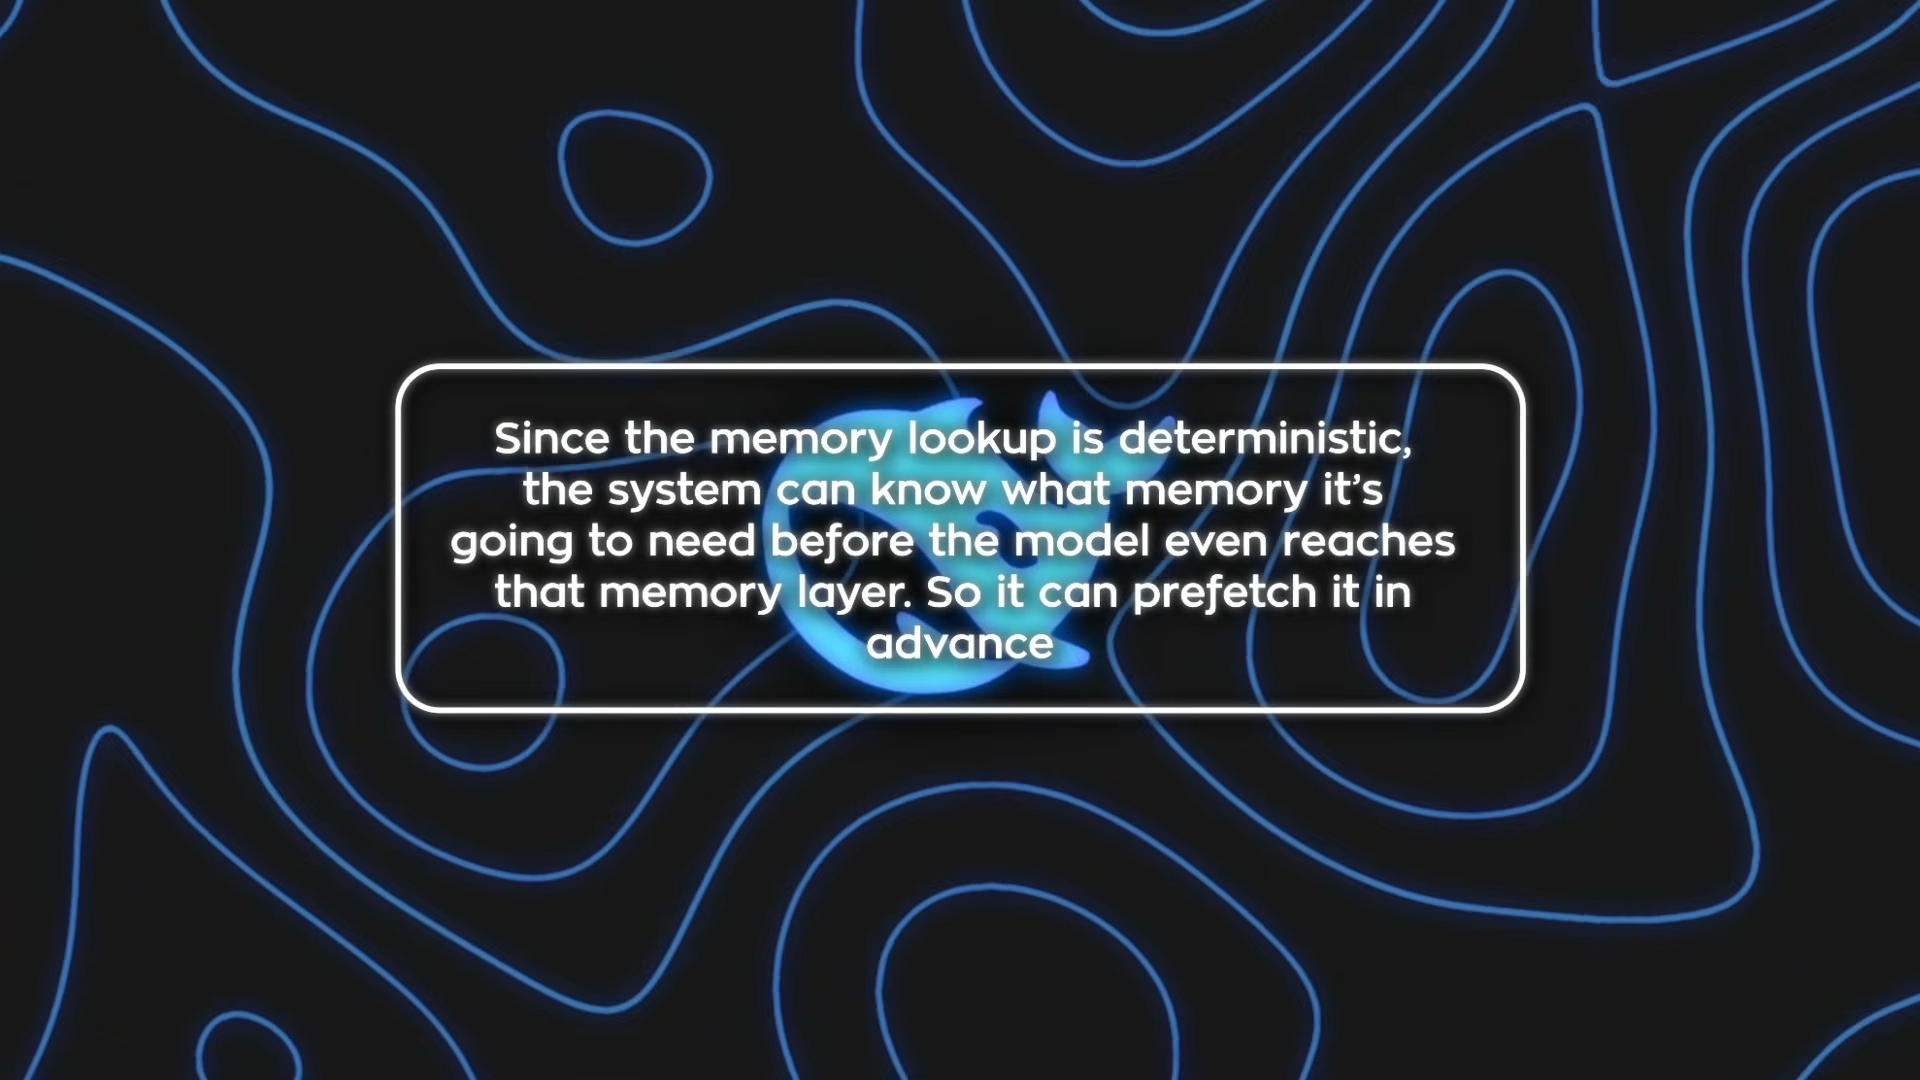 Since the memory lookup is deterministic,
the system can know what memory it’s
going to need before the model even reaches
that memory layer. So it can prefetch it in
advance